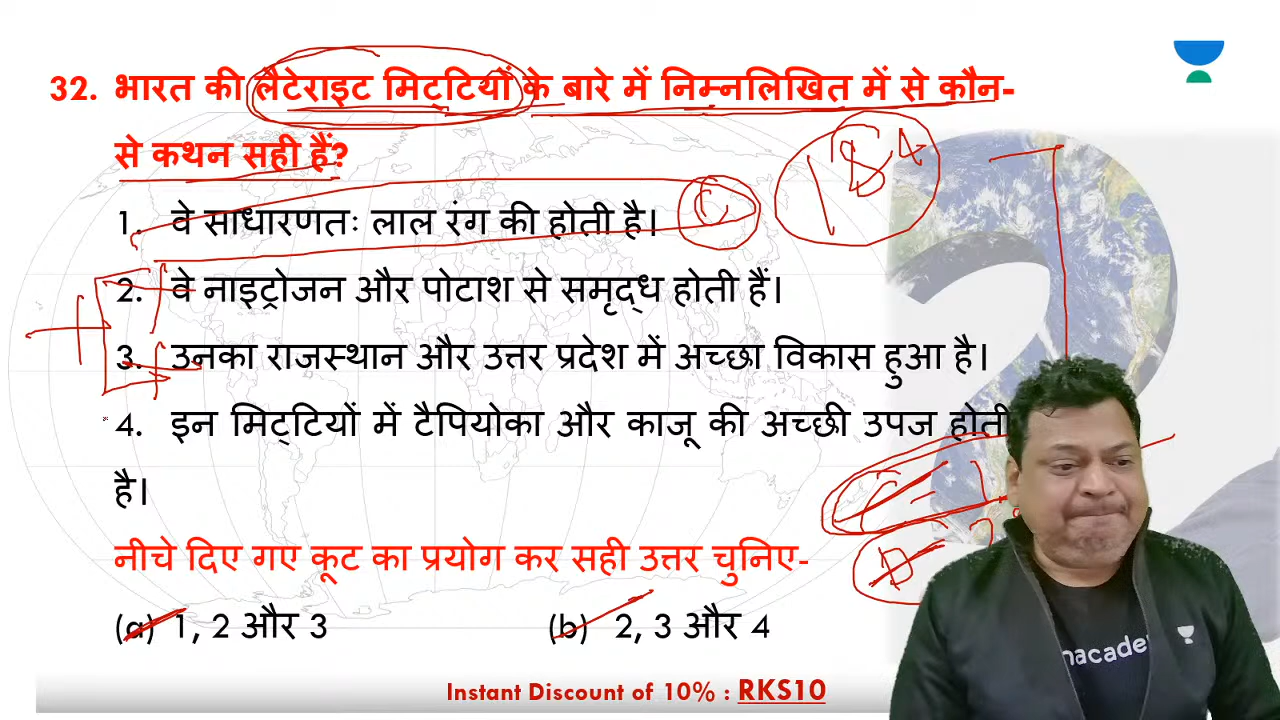 32. भारत की लैटेराइट मिट्टियों के बारे में निम्नलिखित में से कौन-
से कथन सही हैं?
1. वे साधारणतः लाल रंग की होती है।
2. वे नाइट्रोजन और पोटाश से समृद्ध होती हैं।
3. उनका राजस्थान और उत्तर प्रदेश में अच्छा विकास हुआ है।
4. इन मिट्टियों में टैपियोका और काजू की अच्छी उपज होती
है।
नीचे दिए गए कूट का प्रयोग कर सही उत्तर चुनिए-
(a) 1, 2 और 3 (b) 2, 3 और 4
Instant Discount of 10% : RKS10